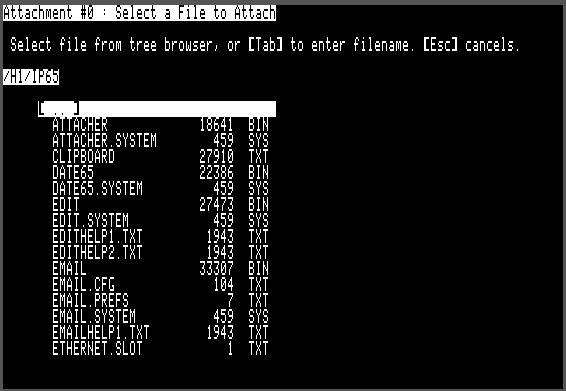 Attachment #0 : Select a File to Attach
Select file from tree browser, or [Tab] to enter filename. [Esc] cancels.
/H1/IP65
[ .. ]
ATTACHER 18641 BIN
ATTACHER.SYSTEM 459 SYS
CLIPBOARD 27910 TXT
DATE65 22386 BIN
DATE65.SYSTEM 459 SYS
EDIT 27473 BIN
EDIT.SYSTEM 459 SYS
EDITHELP1.TXT 1943 TXT
EDITHELP2.TXT 1943 TXT
EMAIL 33307 BIN
EMAIL.CFG 104 TXT
EMAIL.PREFS 7 TXT
EMAIL.SYSTEM 459 SYS
EMAILHELP1.TXT 1943 TXT
ETHERNET.SLOT 1 TXT